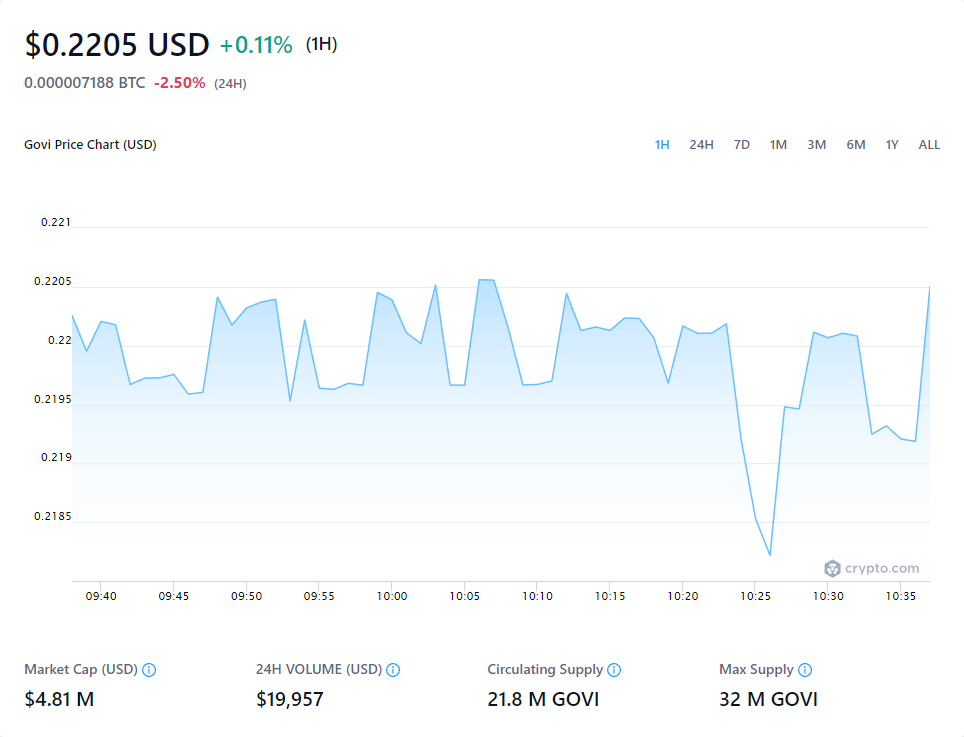 $0.2205 USD +0.11% (1H)
0.000007188 BTC -2.50% (24H)
Govi Price Chart (USD) 1H 24H 7D 1M 3M 6M 1Y ALL
0.221
0.2205
0.22
0.2195
0.219
0.2185
crypto.com
09:40 09:45 09:50 09:55 10:00 10:05 10:10 10:15 10:20 10:25 10:30 10:35
Market Cap (USD) 24H VOLUME (USD) Circulating Supply Max Supply
$4.81 M $19,957 21.8 M GOVI 32 M GOVI